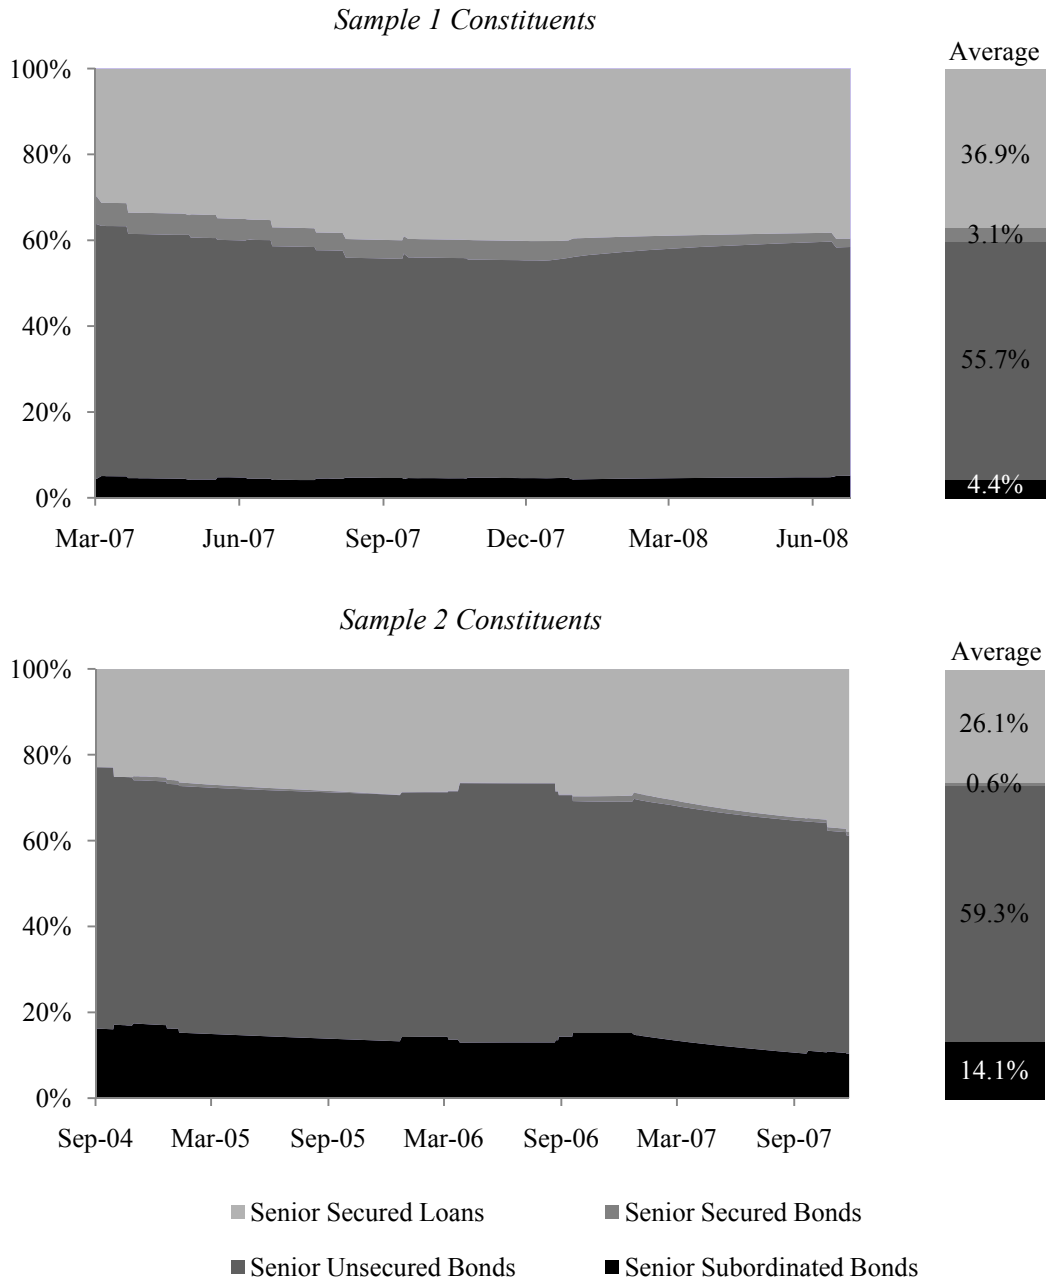 Sample 1 Constituents
Average
100%
80%
60%
40%
20%
0%
36.9%
3.1%
55.7%
4.4%
Mar-07 Jun-07 Sep-07 Dec-07 Mar-08 Jun-08
Sample 2 Constituents
Average
100%
80%
60%
40%
20%
0%
26.1%
0.6%
59.3%
14.1%
Sep-04 Mar-05 Sep-05 Mar-06 Sep-06 Mar-07 Sep-07
Senior Secured Loans Senior Secured Bonds
Senior Unsecured Bonds Senior Subordinated Bonds